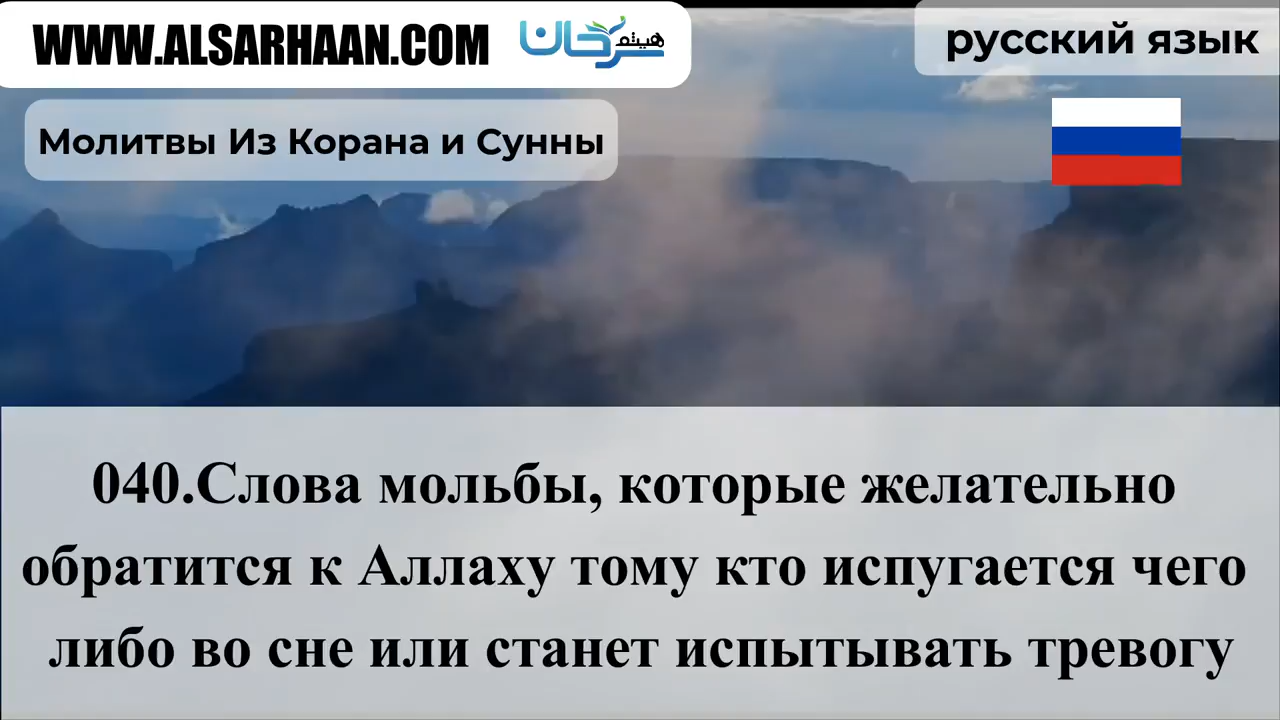 WWW.ALSARHAAN.COM
هيثم سرحان
русский язык
Молитвы Из Корана и Сунны
040.Слова мольбы, которые желательно
обратится к Аллаху тому кто испугается чего
либо во сне или станет испытывать тревогу